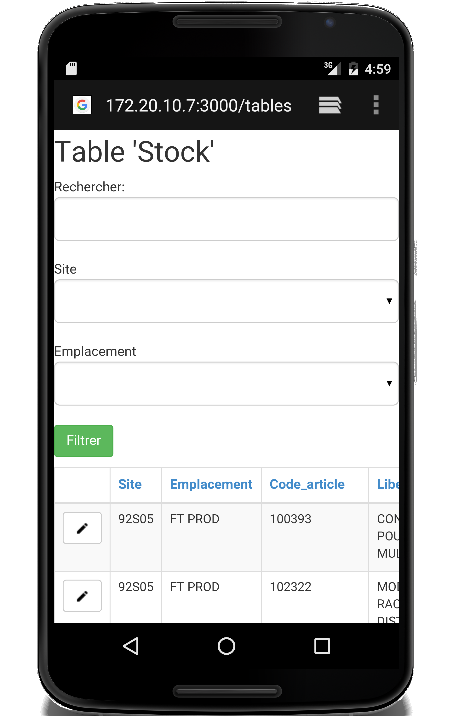 3G 4:59
G 172.20.10.7:3000/tables
Table 'Stock'
Rechercher:
Site
Emplacement
Filtrer
Site Emplacement Code_article Libe
92S05 FT PROD 100393 CON
POU
MUL
92S05 FT PROD 102322 MOD
RAC
DIST